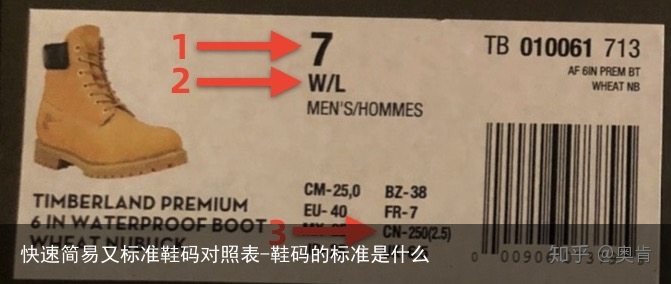 1
7
2
W/L
MEN'S/HOMMES
TB 010061 713
AF 6IN PREM BT
WHEAT NB
TIMBERLAND PREMIUM
6 IN WATERPROOF BOOT
CM-25,0 BZ-38
EU- 40 FR-7
3
CN-250(2.5)
快速简易又标准鞋码对照表-鞋码的标准是什么
知乎 @奥肯